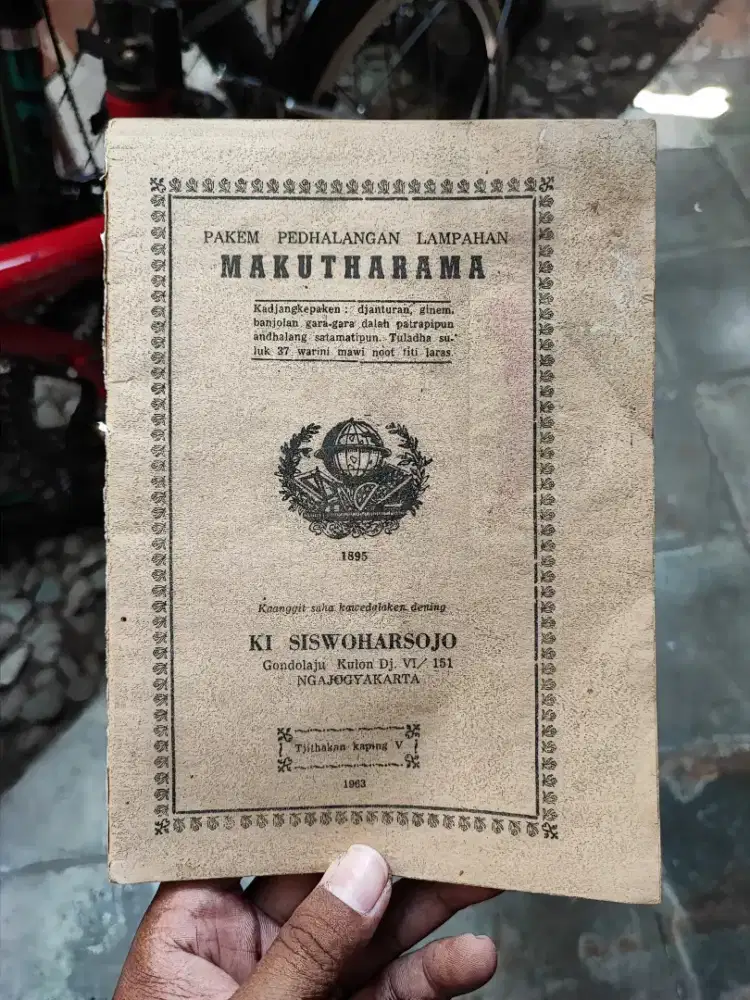 PAKEM PEDHALANGAN LAMPAHAN
MAKUTHARAMA
Kadjangkepaken : djanturan, ginem,
banjolan gara-gara dalah patrapipun
andhalang satamatipun. Tuladha su-
luk 37 warini mawi noot titi laras.
1895
Kaanggit saha kawedalaken dening
KI SISWOHARSOJO
Gondolaju Kulon Dj. VI/ 151
NGAJOGYAKARTA
Tjithakan kaping V
1963